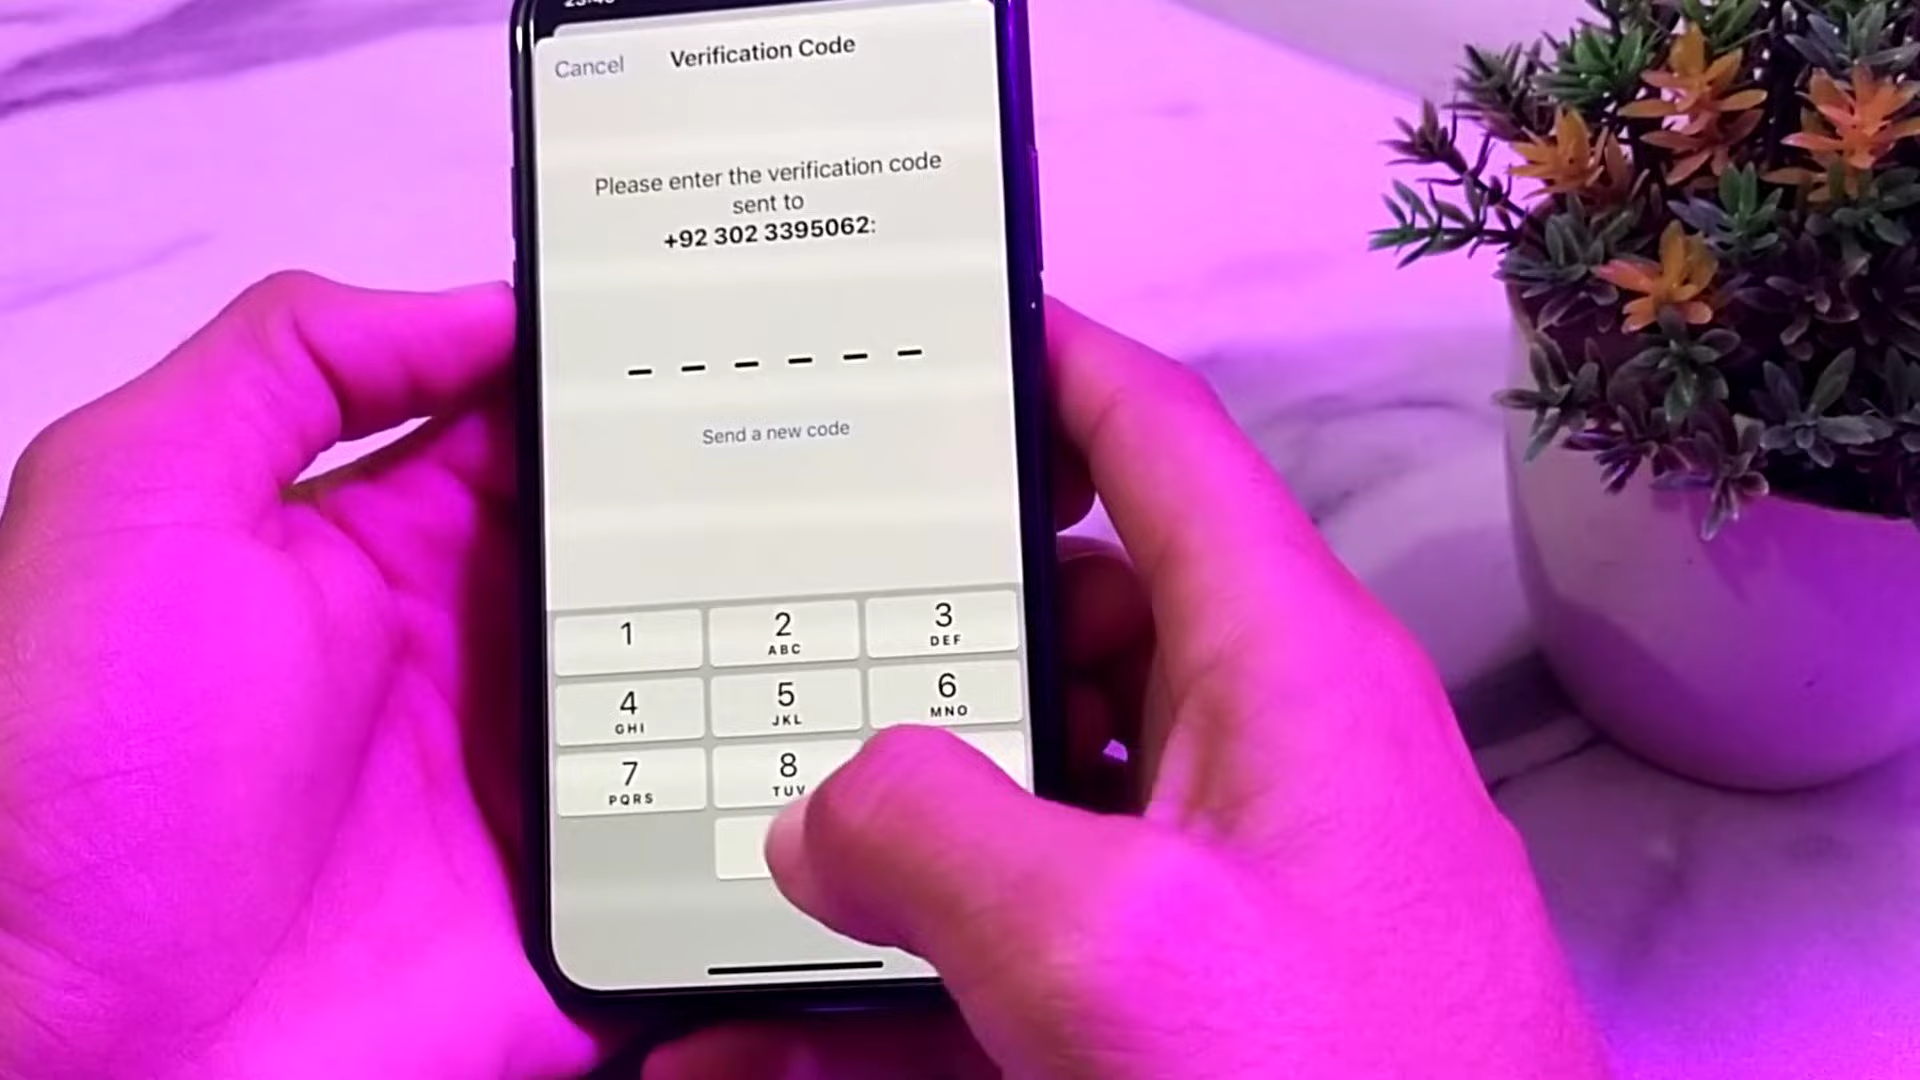 Cancel
Verification Code
Please enter the verification code
sent to
+92 302 3395062:
Send a new code
1
2
ABC
3
DEF
4
GHI
5
JKL
6
MNO
7
PQRS
8
TUV